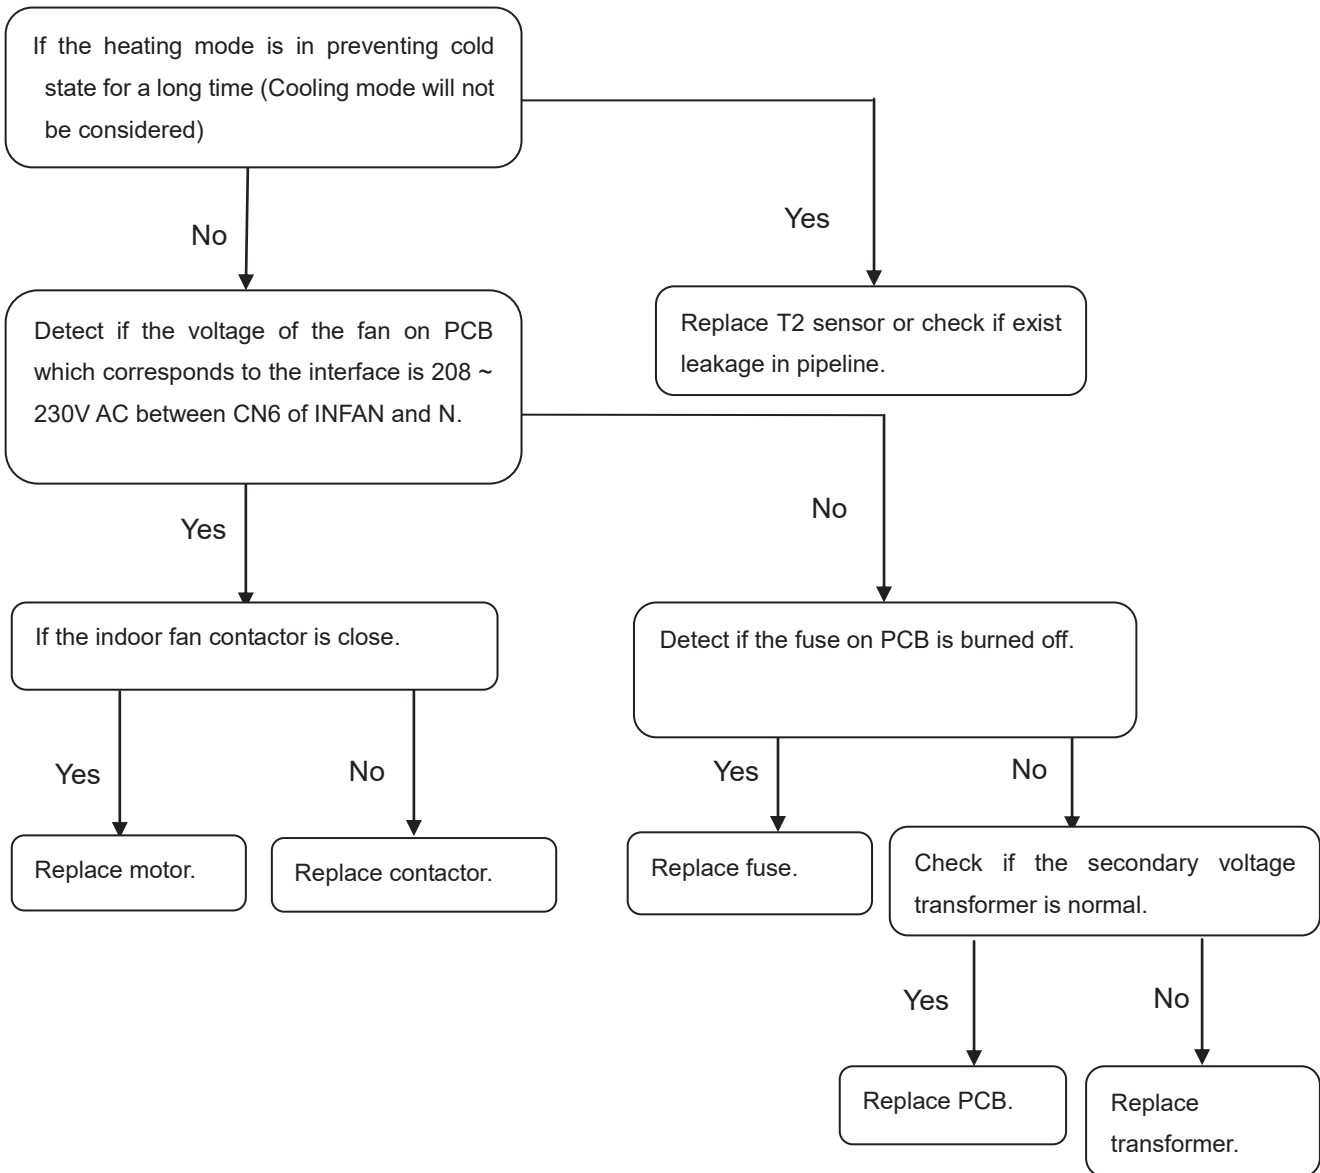 If the heating mode is in preventing cold
state for a long time (Cooling mode will not
be considered)
No
Yes
Detect if the voltage of the fan on PCB
which corresponds to the interface is 208 ~
230V AC between CN6 of INFAN and N.
Replace T2 sensor or check if exist
leakage in pipeline.
Yes
No
If the indoor fan contactor is close.
Detect if the fuse on PCB is burned off.
Yes
No
Yes
No
Replace motor.
Replace contactor.
Replace fuse.
Check if the secondary voltage
transformer is normal.
Yes
No
Replace PCB.
Replace
transformer.